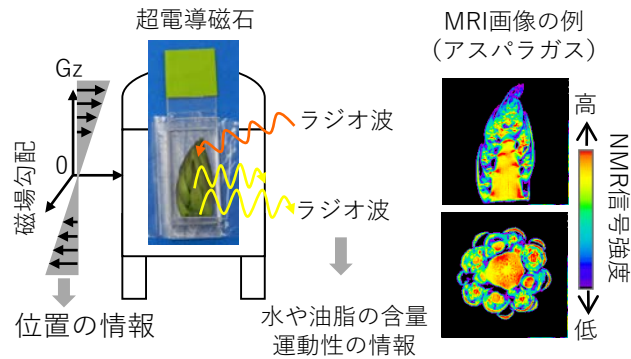 超電導磁石
Gz
0
磁場勾配
位置の情報
ラジオ波
ラジオ波
水や油脂の含量
運動性の情報
MRI画像の例
（アスパラガス）
高
NMR信号強度
低